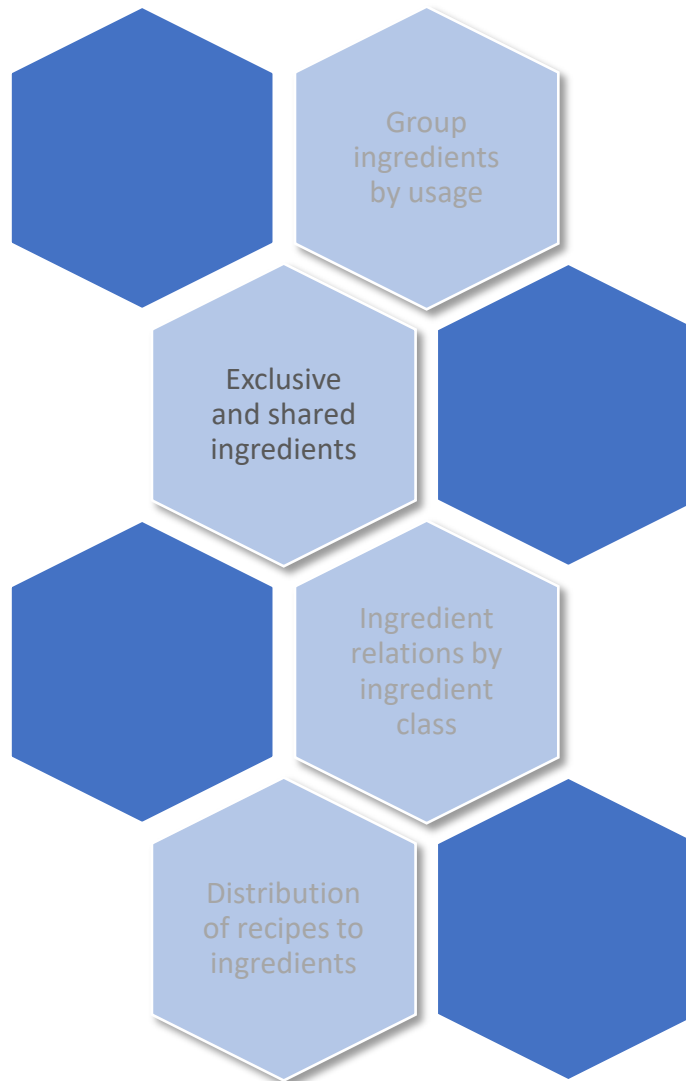 Group
ingredients
by usage
Exclusive
and shared
ingredients
Ingredient
relations by
ingredient
class
Distribution
of recipes to
ingredients